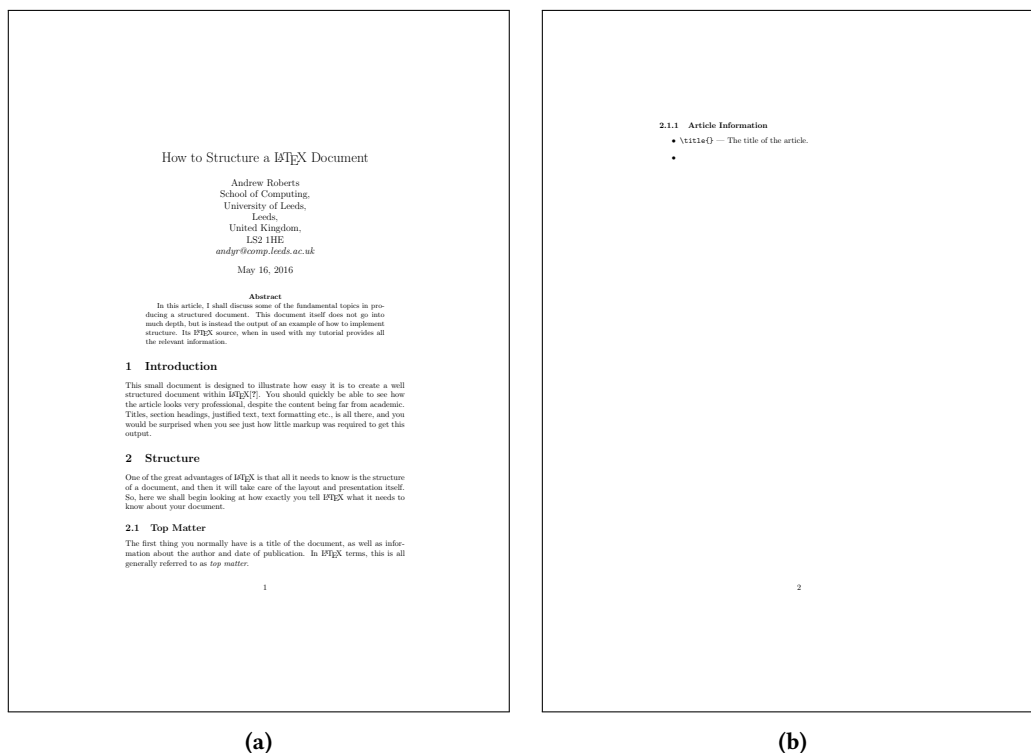 How to Structure a LATEX Document
Andrew Roberts
School of Computing,
University of Leeds,
Leeds,
United Kingdom,
LS2 1HE
andyr@comp.leeds.ac.uk
May 16, 2016
Abstract
In this article, I shall discuss some of the fundamental topics in pro-
ducing a structured document. This document itself does not go into
much depth, but is instead the output of an example of how to implement
structure. Its LATEX source, when in used with my tutorial provides all
the relevant information.
1 Introduction
This small document is designed to illustrate how easy it is to create a well
structured document within LATEX[?]. You should quickly be able to see how
the article looks very professional, despite the content being far from academic.
Titles, section headings, justified text, text formatting etc., is all there, and you
would be surprised when you see just how little markup was required to get this
output.
2 Structure
One of the great advantages of LATEX is that all it needs to know is the structure
of a document, and then it will take care of the layout and presentation itself.
So, here we shall begin looking at how exactly you tell LATEX what it needs to
know about your document.
2.1 Top Matter
The first thing you normally have is a title of the document, as well as infor-
mation about the author and date of publication. In LATEX terms, this is all
generally referred to as top matter.
1
(a)
2.1.1 Article Information
• \title{} — The title of the article.
•
2
(b)